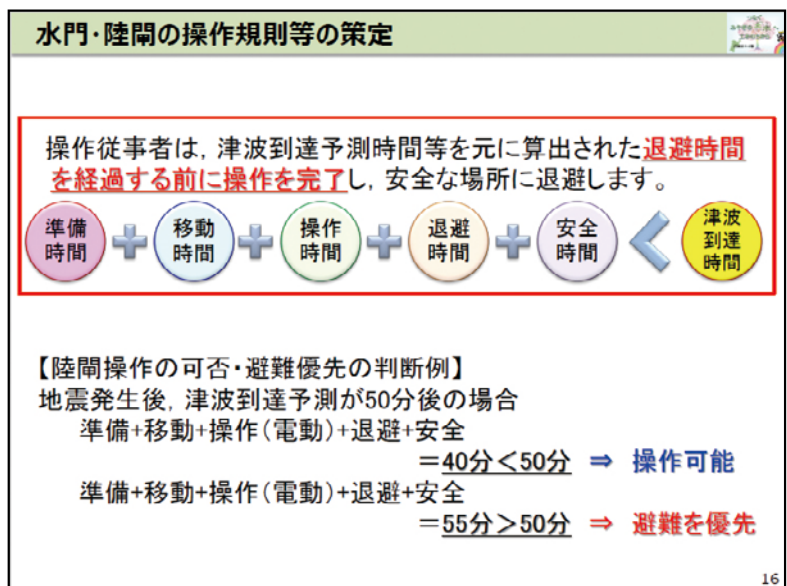 水門･陸閘の操作規則等の策定
操作従事者は，津波到達予測時間等を元に算出された退避時間
を経過する前に操作を完了し，安全な場所に退避します。
準備
時間
移動
時間
操作
時間
退避
時間
安全
時間
津波
到達
時間
【陸閘操作の可否･避難優先の判断例】
地震発生後，津波到達予測が50分後の場合
準備+移動+操作（電動）+退避+安全
＝40分＜50分 ⇒ 操作可能
準備+移動+操作（電動）+退避+安全
＝55分＞50分 ⇒ 避難を優先
16